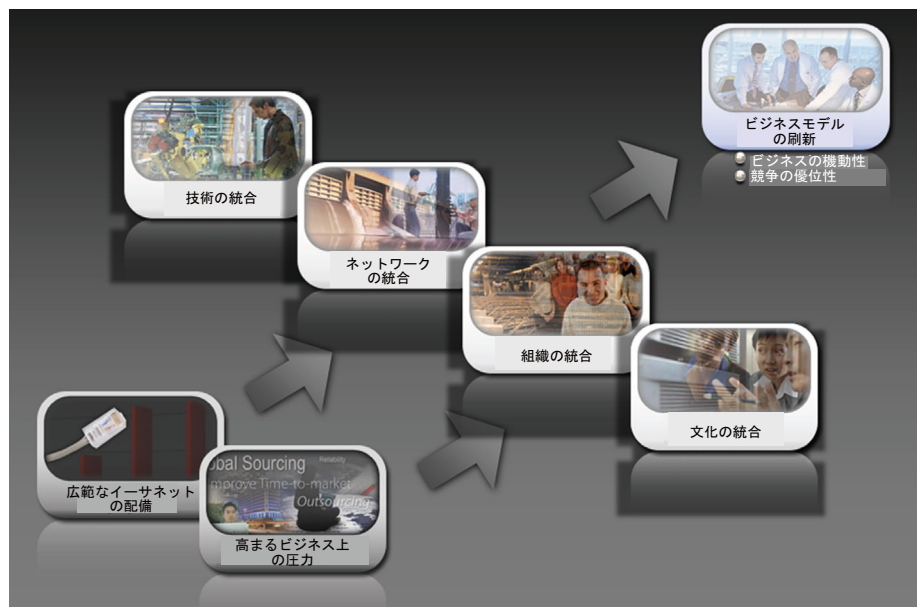 ビジネスモデル
の刷新
ビジネスの機動性
競争の優位性
技術の統合
ネットワーク
の統合
組織の統合
文化の統合
広範なイーサネット
の配備
obal Sourcing
Reliability
mprove Time-to-market
Outsourcing
高まるビジネス上
の圧力